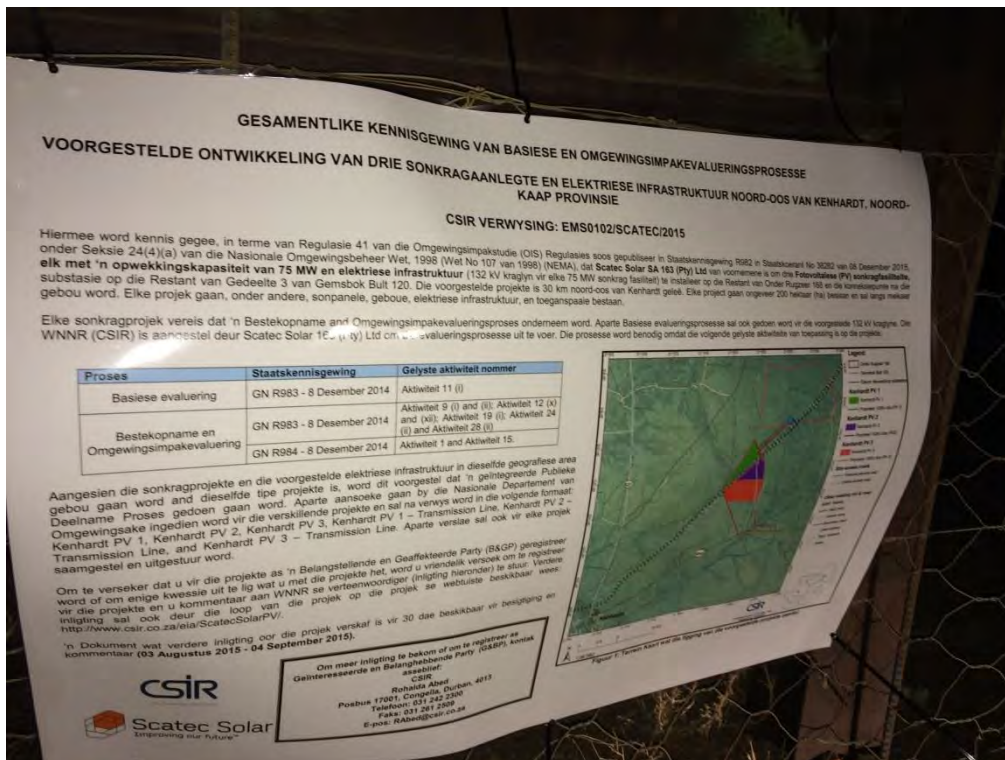 GESAMENTLIKE KENNISGEWING VAN BASIESE EN OMGEWINGSIMPAKEVALUERINGSPROSESSE
VOORGESTELDE ONTWIKKELING VAN DRIE SONKRAGAANLEGTE EN ELEKTRIESE INFRASTRUKTUUR NOORD-OOS VAN KENHARDT, NOORD-
KAAP PROVINSIE
CSIR VERWYSING: EMS0102/SCATEC/2015
Hiermee word kennis gegee, in terme van Regulasie 41 van die Omgewingsimpakstudie (OIS) Regulasies soos gepubliseer in Staatskennisgewing R982 in Staatskoerant No 38282 van 08 Desember 2015,
onder Seksie 24(4)(a) van die Nasionale Omgewingsbeheer Wet, 1998 (Wet No 107 van 1998) (NEMA), dat Scatec Solar SA 163 (Pty) Ltd van voornemens is om drie Fotovoltaïese (PV) sonkragfasiliteite,
elk met 'n opwekkingskapasiteit van 75 MW en elektriese infrastruktuur (132 kV kraglyn vir elke 75 MW sonkrag fasiliteit) te installeer op die Restant van Onder Rugzeer 168 en die konneksiepunte na die
substasie op die Restant van Gedeelte 3 van Gemsbok Bult 120. Die voorgestelde projekte is 30 km noord-oos van Kenhardt geleë. Elke project gaan ongeveer 200 hektaar (ha) beslaan en sal langs mekaar
gebou word. Elke projek gaan, onder andere, sonpanele, geboue, elektriese infrastruktuur, en toegangspaaie bestaan.
Elke sonkragprojek vereis dat 'n Bestekopname and Omgewingsimpakevalueringsproses onderneem word. Aparte Basiese evalueringsprosesse sal ook gedoen word vir die voorgestelde 132 kV kraglyne. Die
WNNR (CSIR) is aangestel deur Scatec Solar 163 (Pty) Ltd om die evalueringsprosesse uit te voer. Die prosesse word benodig omdat die volgende gelyste aktiwiteite van toepassing is op die projekte.
Proses Staatskennisgewing Gelyste aktiwiteit nommer
Basiese evaluering GN R983 - 8 Desember 2014 Aktiwiteit 11 (i)
Bestekopname en Omgewingsimpakevaluering GN R983 - 8 Desember 2014 Aktiwiteit 9 (i) and (ii); Aktiwiteit 12 (x)
and (xii); Aktiwiteit 19 (i); Aktiwiteit 24
(ii) and Aktiwiteit 28 (ii)
GN R984 - 8 Desember 2014 Aktiwiteit 1 and Aktiwiteit 15.
Aangesien die sonkragprojekte en die voorgestelde elektriese infrastruktuur in dieselfde geografiese area
gebou gaan word and dieselfde tipe projekte is, word dit voorgestel dat 'n geïntegreerde Publieke
Deelname Proses gedoen gaan word. Aparte aansoeke gaan by die Nasionale Departement van
Omgewingsake ingedien word vir die verskillende projekte en sal na verwys word in die volgende formaat:
Kenhardt PV 1, Kenhardt PV 2, Kenhardt PV 3, Kenhardt PV 1 – Transmission Line, Kenhardt PV 2 –
Transmission Line, and Kenhardt PV 3 – Transmission Line. Aparte verslae sal ook vir elke projek
saamgestel en uitgestuur word.
Om te verseker dat u vir die projekte as 'n Belangstellende en Geaffekteerde Party (B&GP) geregistreer
word of om enige kwessie uit te lig wat u met die projekte het, word u vriendelik versoek om te registreer
vir die projekte en u kommentaar aan WNNR se verteenwoordiger (inligting hieronder) te stuur. Verdere
inligting sal ook deur die loop van die projek op die projek se webtuiste beskikbaar wees:
http://www.csir.co.za/eia/ScatecSolarPV/.
'n Dokument wat verdere inligting oor die projek verskaf is vir 30 dae beskikbaar vir besigtiging en
kommentaar (03 Augustus 2015 - 04 September 2015).
CSIR
Scatec Solar
Improving our future™
Om meer inligting te bekom of om te registreer as
Geïnteresseerde en Belanghebbende Party (G&BP), kontak
asseblief:
CSIR
Rohaida Abed
Posbus 17001, Congella, Durban, 4013
Telefoon: 031 242 2300
Faks: 031 261 2509
E-pos: RAbed@csir.co.za
Legend
Kenhardt PV 1
Kenhardt PV 2
Kenhardt PV 3
CSIR